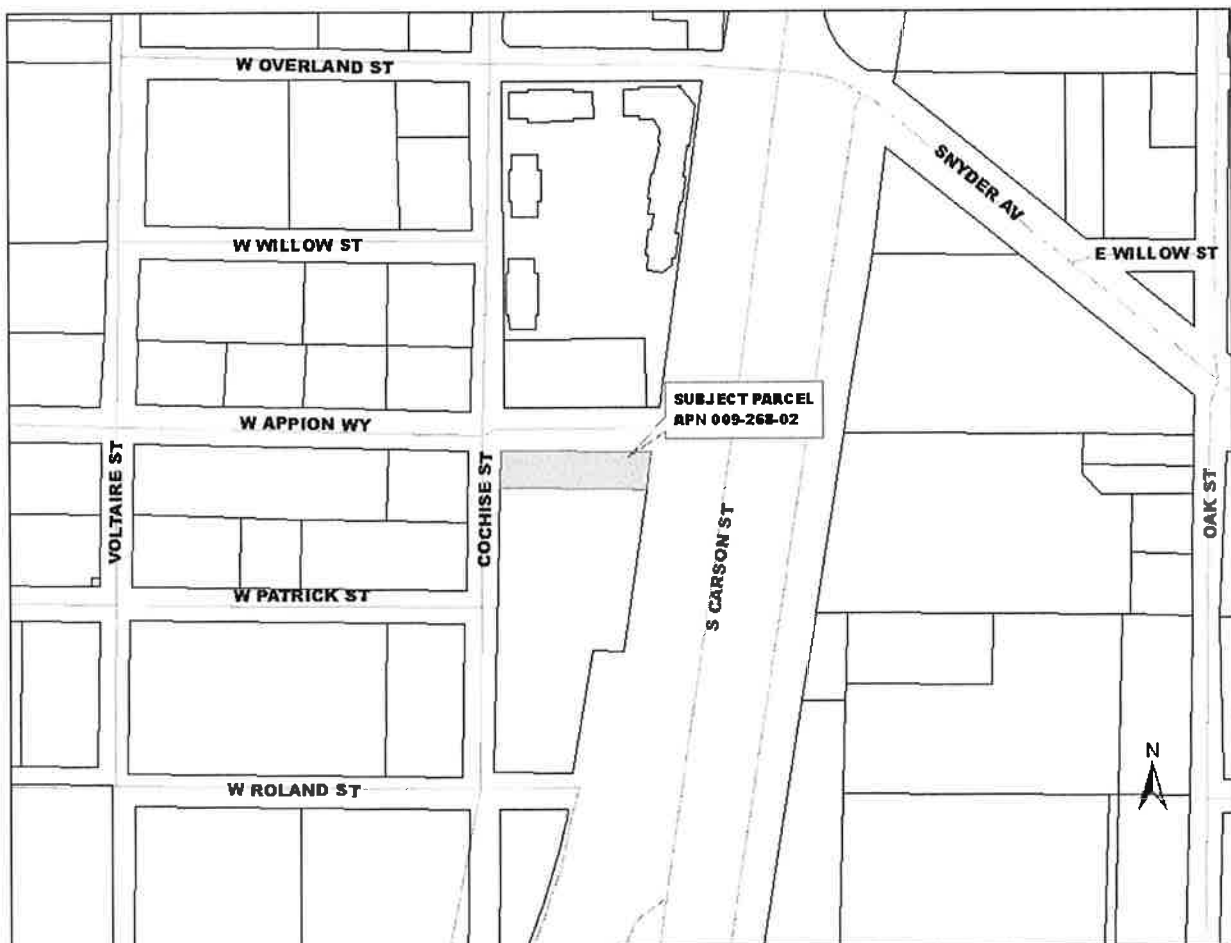 W OVERLAND ST
SNYDER AV
W WILLOW ST
E WILLOW ST
SUBJECT PARCEL
APN 009-268-02
W APPION WY
VOLTAIRE ST
COCHISE ST
S CARSON ST
OAK ST
W PATRICK ST
N
W ROLAND ST